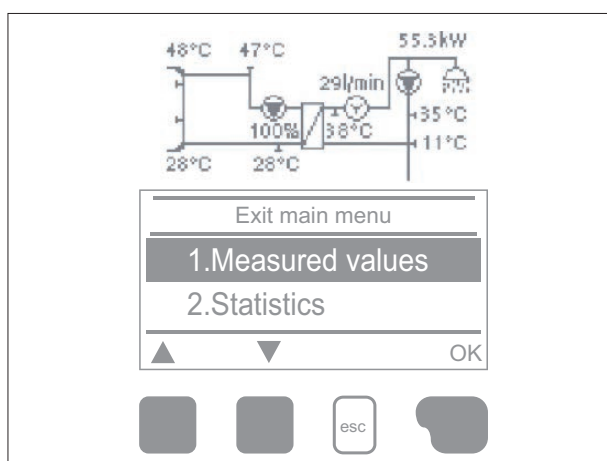 48°C 47°C 55.3kW
29l/min
35°C
100% 38°C
11°C
28°C 28°C
Exit main menu
1.Measured values
2.Statistics
OK
esc